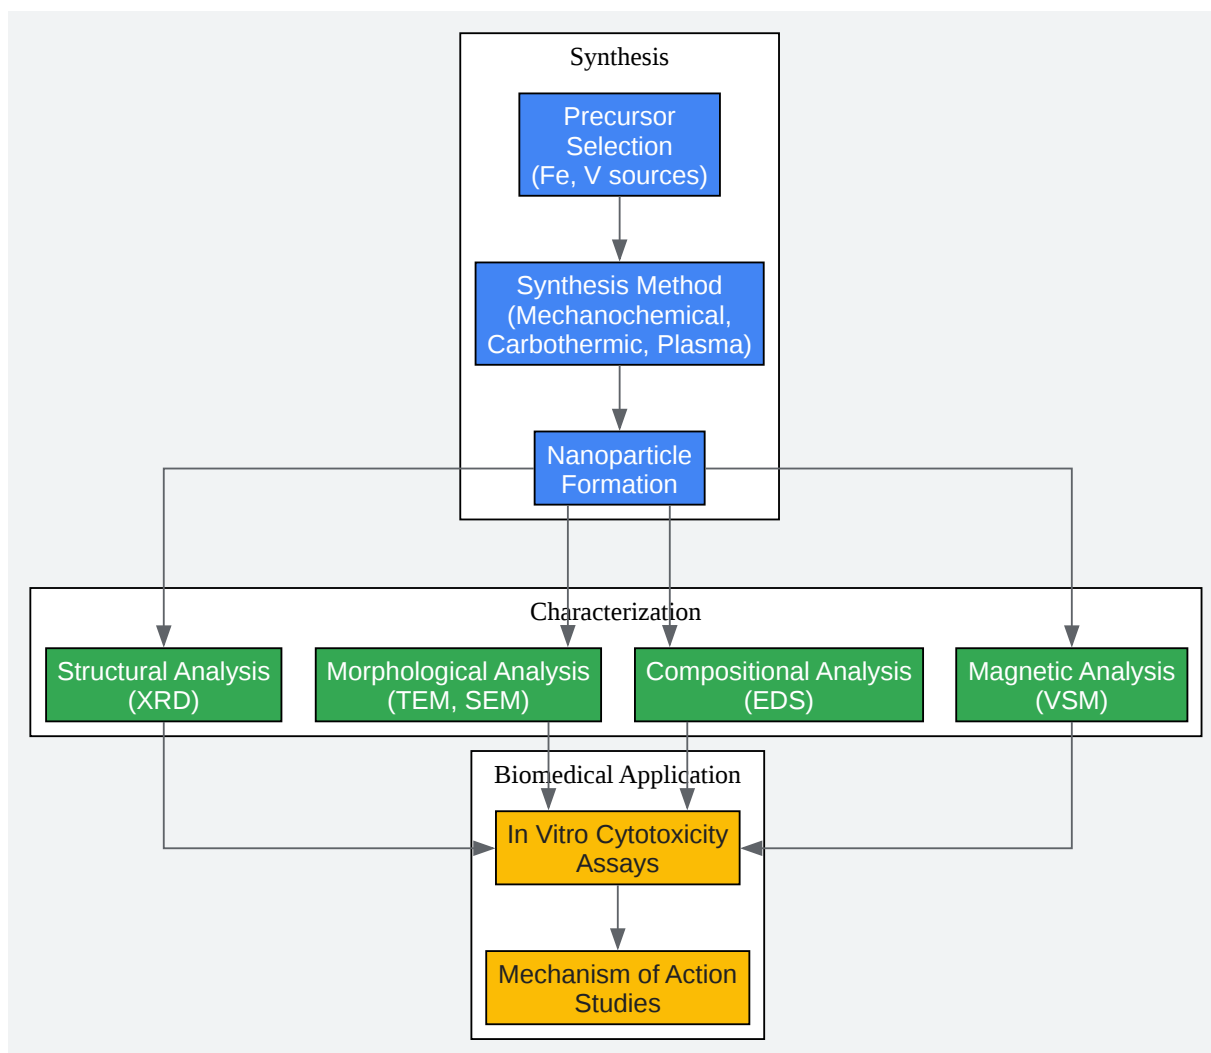 Synthesis
Precursor
Selection
(Fe, V sources)
Synthesis Method
(Mechanochemical,
Carbothermic, Plasma)
Nanoparticle
Formation
Characterization
Structural Analysis
(XRD)
Morphological Analysis
(TEM, SEM)
Compositional Analysis
(EDS)
Magnetic Analysis
(VSM)
Biomedical Application
In Vitro Cytotoxicity
Assays
Mechanism of Action
Studies